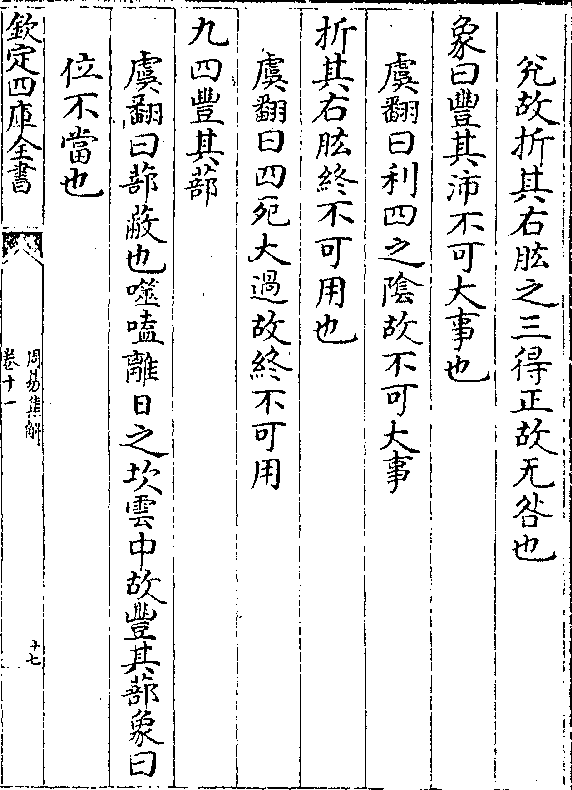 兊故折其右肱之三得正故无咎也
象曰豐其沛不可大事也
虞翻曰利四之陰故不可大事
折其右肱終不可用也
虞翻曰四死大過故終不可用
九四豐其蔀
虞翻曰蔀蔽也噬嗑離日之坎雲中故豐其蔀象曰
位不當也
欽定四庫全書
周易集解
卷十一
十七